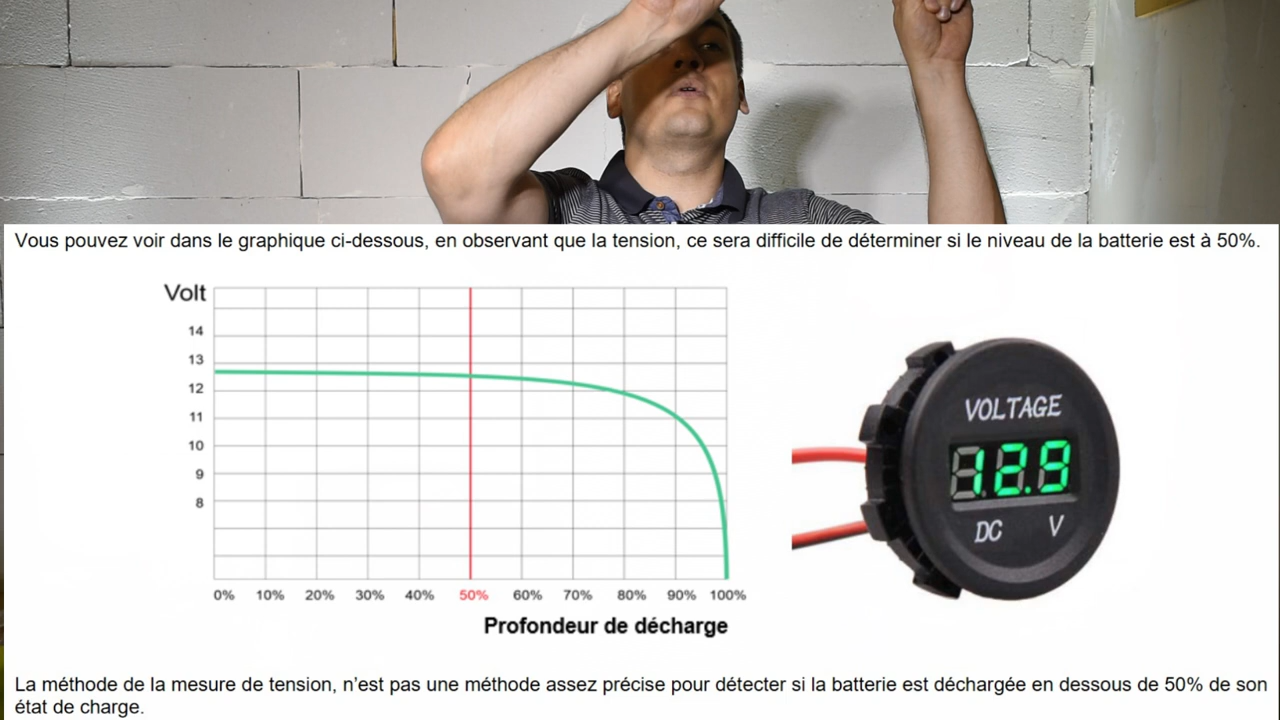 Vous pouvez voir dans le graphique ci-dessous, en observant que la tension, ce sera difficile de déterminer si le niveau de la batterie est à 50%.
Volt
14
13
12
11
10
9
8
0% 10% 20% 30% 40% 50% 60% 70% 80% 90% 100%
Profondeur de décharge
VOLTAGE
12.9
DC V
La méthode de la mesure de tension, n'est pas une méthode assez précise pour détecter si la batterie est déchargée en dessous de 50% de son
état de charge.